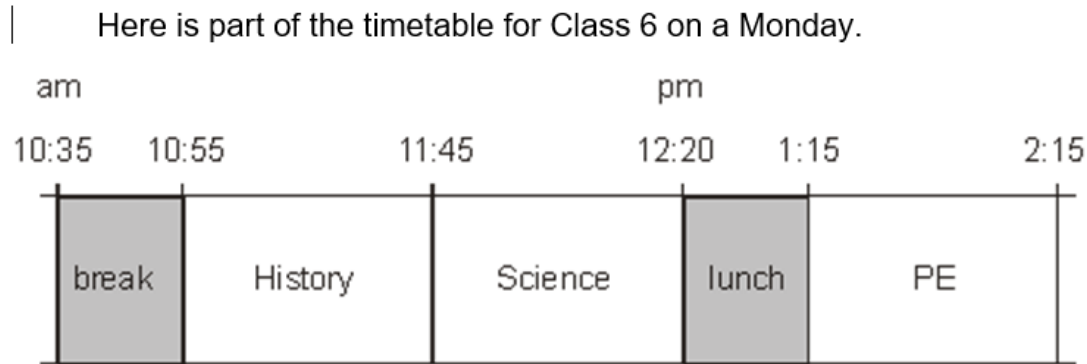 Here is part of the timetable for Class 6 on a Monday.
am pm
10:35 10:55 11:45 12:20 1:15 2:15
break History Science lunch PE